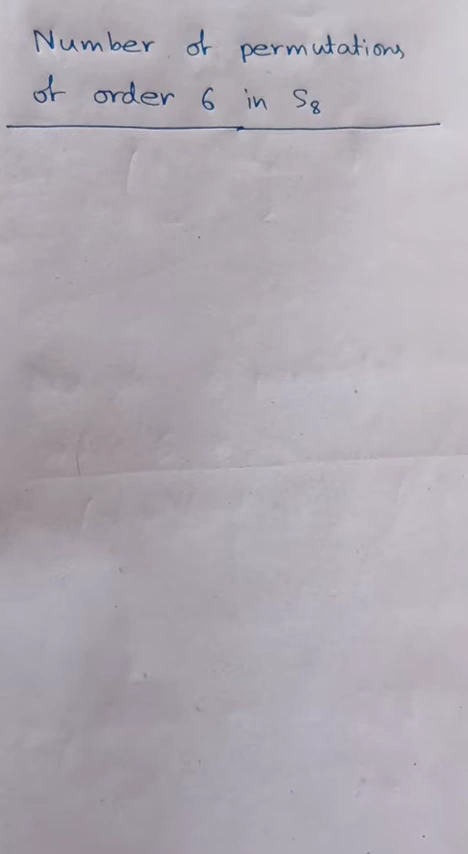 Number of permutations
of order 6 in S₈